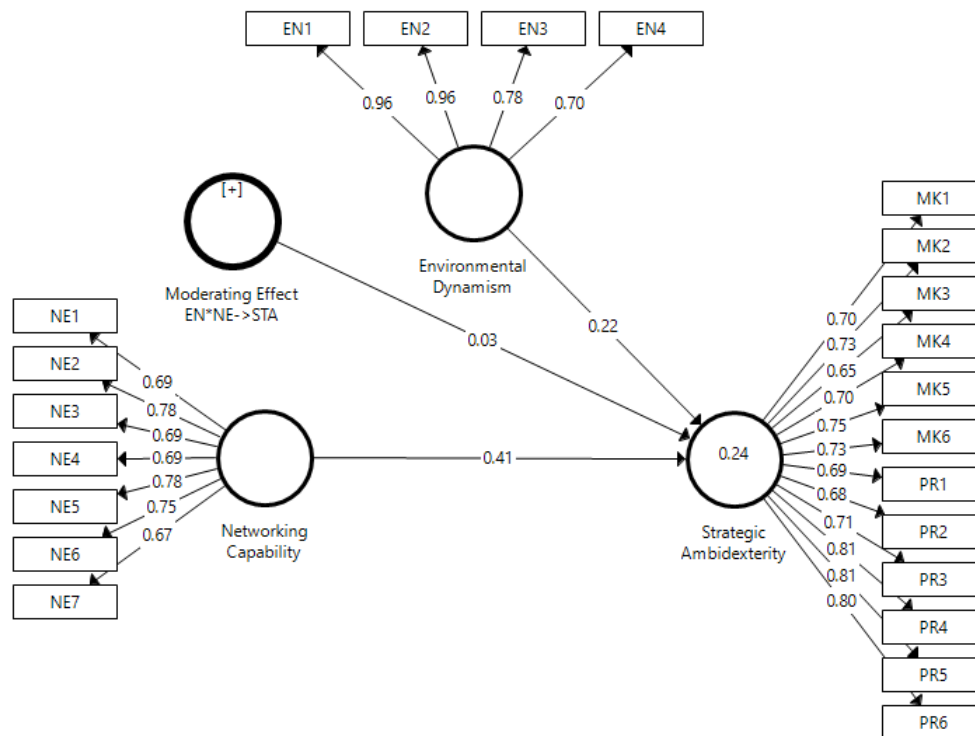 EN1 EN2 EN3 EN4
0.96 0.96 0.78 0.70
[+]
Moderating Effect
EN*NE->STA
Environmental
Dynamism
0.22
0.03
NE1
NE2
NE3
NE4
NE5
NE6
NE7
0.69
0.78
0.69
0.69
0.78
0.75
0.67
Networking
Capability
0.41
0.24
Strategic
Ambidexterity
0.70
0.73
0.65
0.70
0.75
0.73
0.69
0.68
0.71
0.81
0.81
0.80
MK1
MK2
MK3
MK4
MK5
MK6
PR1
PR2
PR3
PR4
PR5
PR6